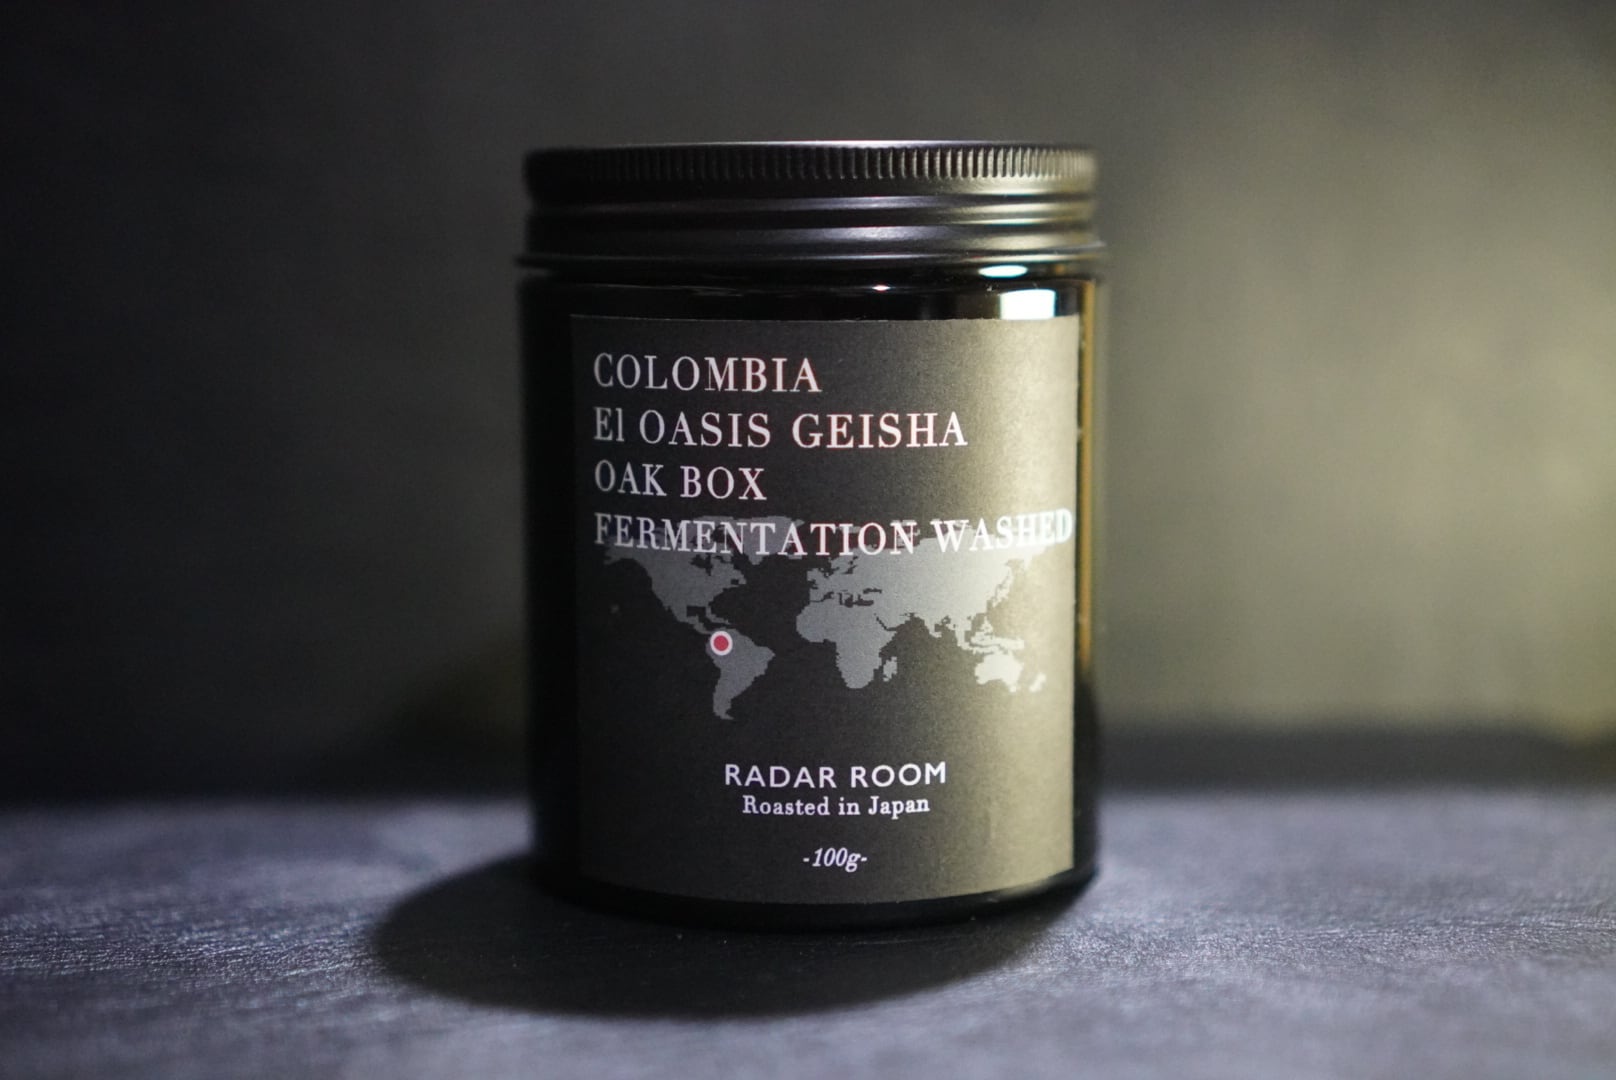 COLOMBIA
El OASIS GEISHA
OAK BOX
FERMENTATION WASHED
RADAR ROOM
Roasted in Japan
-100g-